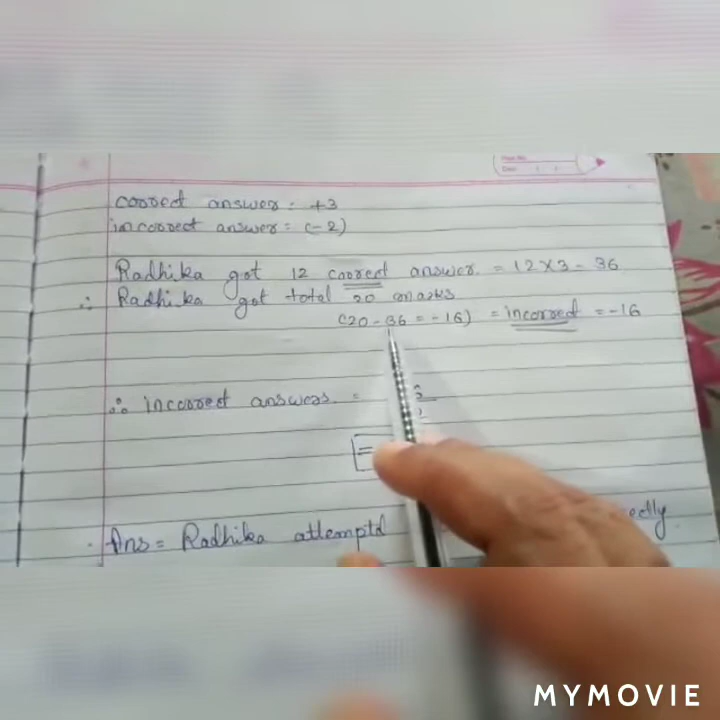 correct answer: +3
incorrect answer: (-2)
Radhika got 12 correct answer. = 12×3 = 36
∴ Radhika got total 20 marks
(20 - 36 = -16) = incorrect = -16
∴ incorrect answers =
=
Ans = Radhika attemptd
MYMOVIE